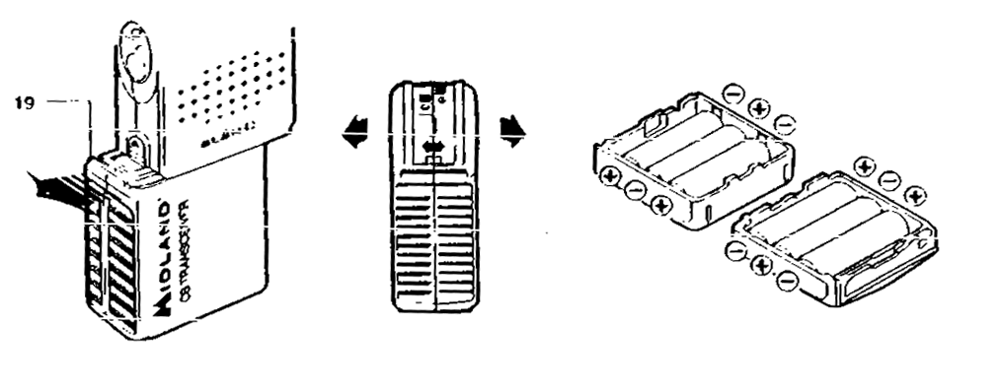 19
MIDLAND
CB TRANSCEIVER
- + -
+ - +
+ - +
- + -